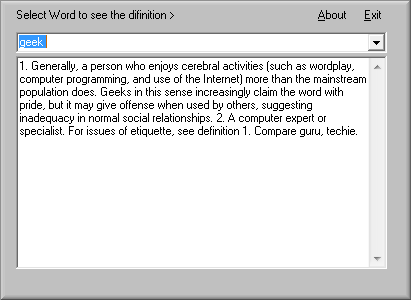 Select Word to see the difinition > About Exit
geek
1. Generally, a person who enjoys cerebral activities (such as wordplay,
computer programming, and use of the Internet) more than the mainstream
population does. Geeks in this sense increasingly claim the word with
pride, but it may give offense when used by others, suggesting
inadequacy in normal social relationships. 2. A computer expert or
specialist. For issues of etiquette, see definition 1. Compare guru, techie.